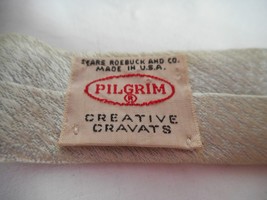 SEARS ROEBUCK AND CO.
MADE IN U.S.A.
PILGRIM
®
CREATIVE
CRAVATS